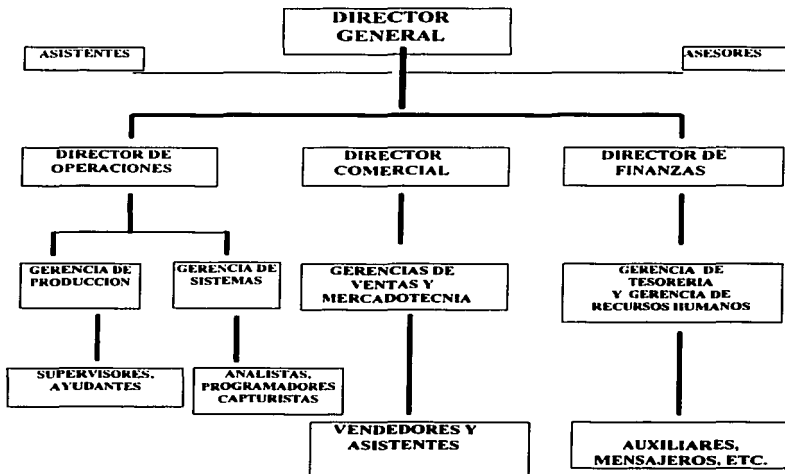 DIRECTOR
GENERAL
ASISTENTES
ASESORES
DIRECTOR DE
OPERACIONES
DIRECTOR
COMERCIAL
DIRECTOR DE
FINANZAS
GERENCIA DE
PRODUCCION
GERENCIA DE
SISTEMAS
GERENCIAS DE
VENTAS Y
MERCADOTECNIA
GERENCIA DE
TESORERIA
Y GERENCIA DE
RECURSOS HUMANOS
SUPERVISORES,
AYUDANTES
ANALISTAS,
PROGRAMADORES
CAPTURISTAS
VENDEDORES Y
ASISTENTES
AUXILIARES,
MENSAJEROS, ETC.